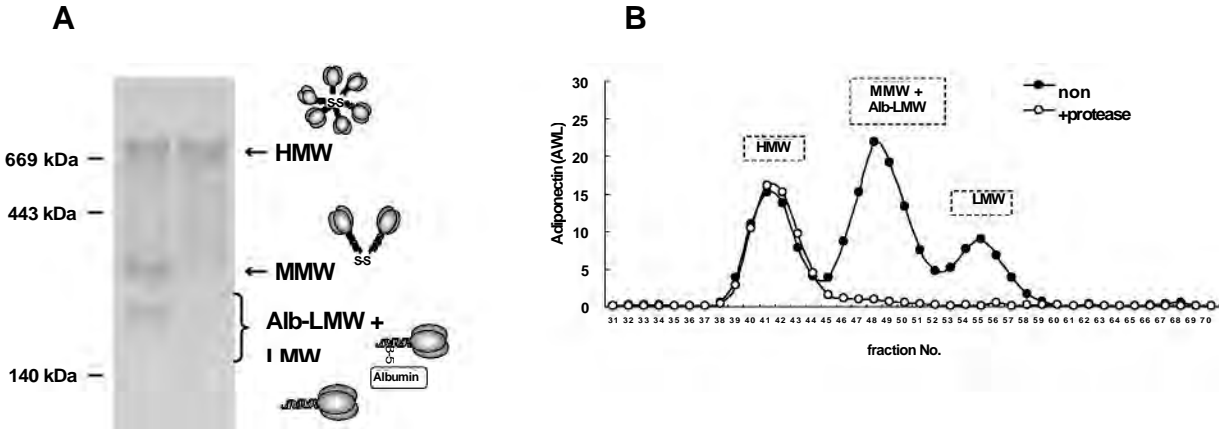 A
669 kDa
443 kDa
140 kDa
S-S
← HMW
S-S
← MMW
Alb-LMW +
LMW
Albumin
B
30
25
20
15
10
5
0
Adiponectin (AWL)
HMW
MMW +
Alb-LMW
LMW
non
+protease
31 32 33 34 35 36 37 38 39 40 41 42 43 44 45 46 47 48 49 50 51 52 53 54 55 56 57 58 59 60 61 62 63 64 65 66 67 68 69 70
fraction No.